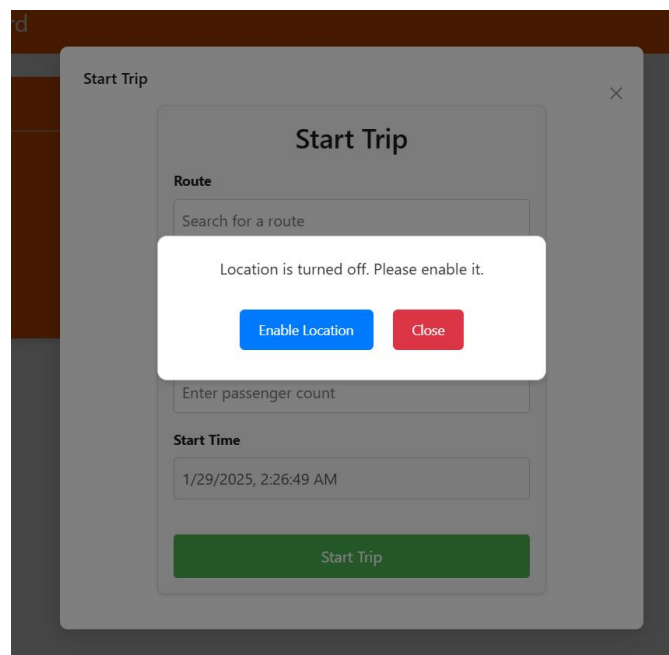 Start Trip
Start Trip
Route
Search for a route
Location is turned off. Please enable it.
Enable Location Close
Enter passenger count
Start Time
1/29/2025, 2:26:49 AM
Start Trip